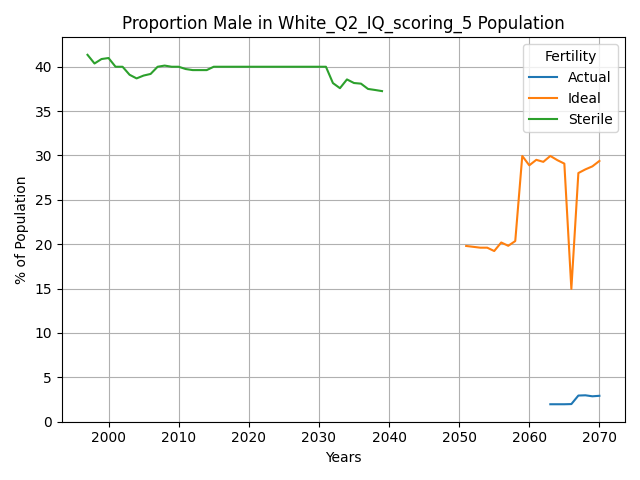 Proportion Male in White_Q2_IQ_scoring_5 Population
% of Population
40
35
30
25
20
15
10
5
0
2000 2010 2020 2030 2040 2050 2060 2070
Years
Fertility
Actual
Ideal
Sterile